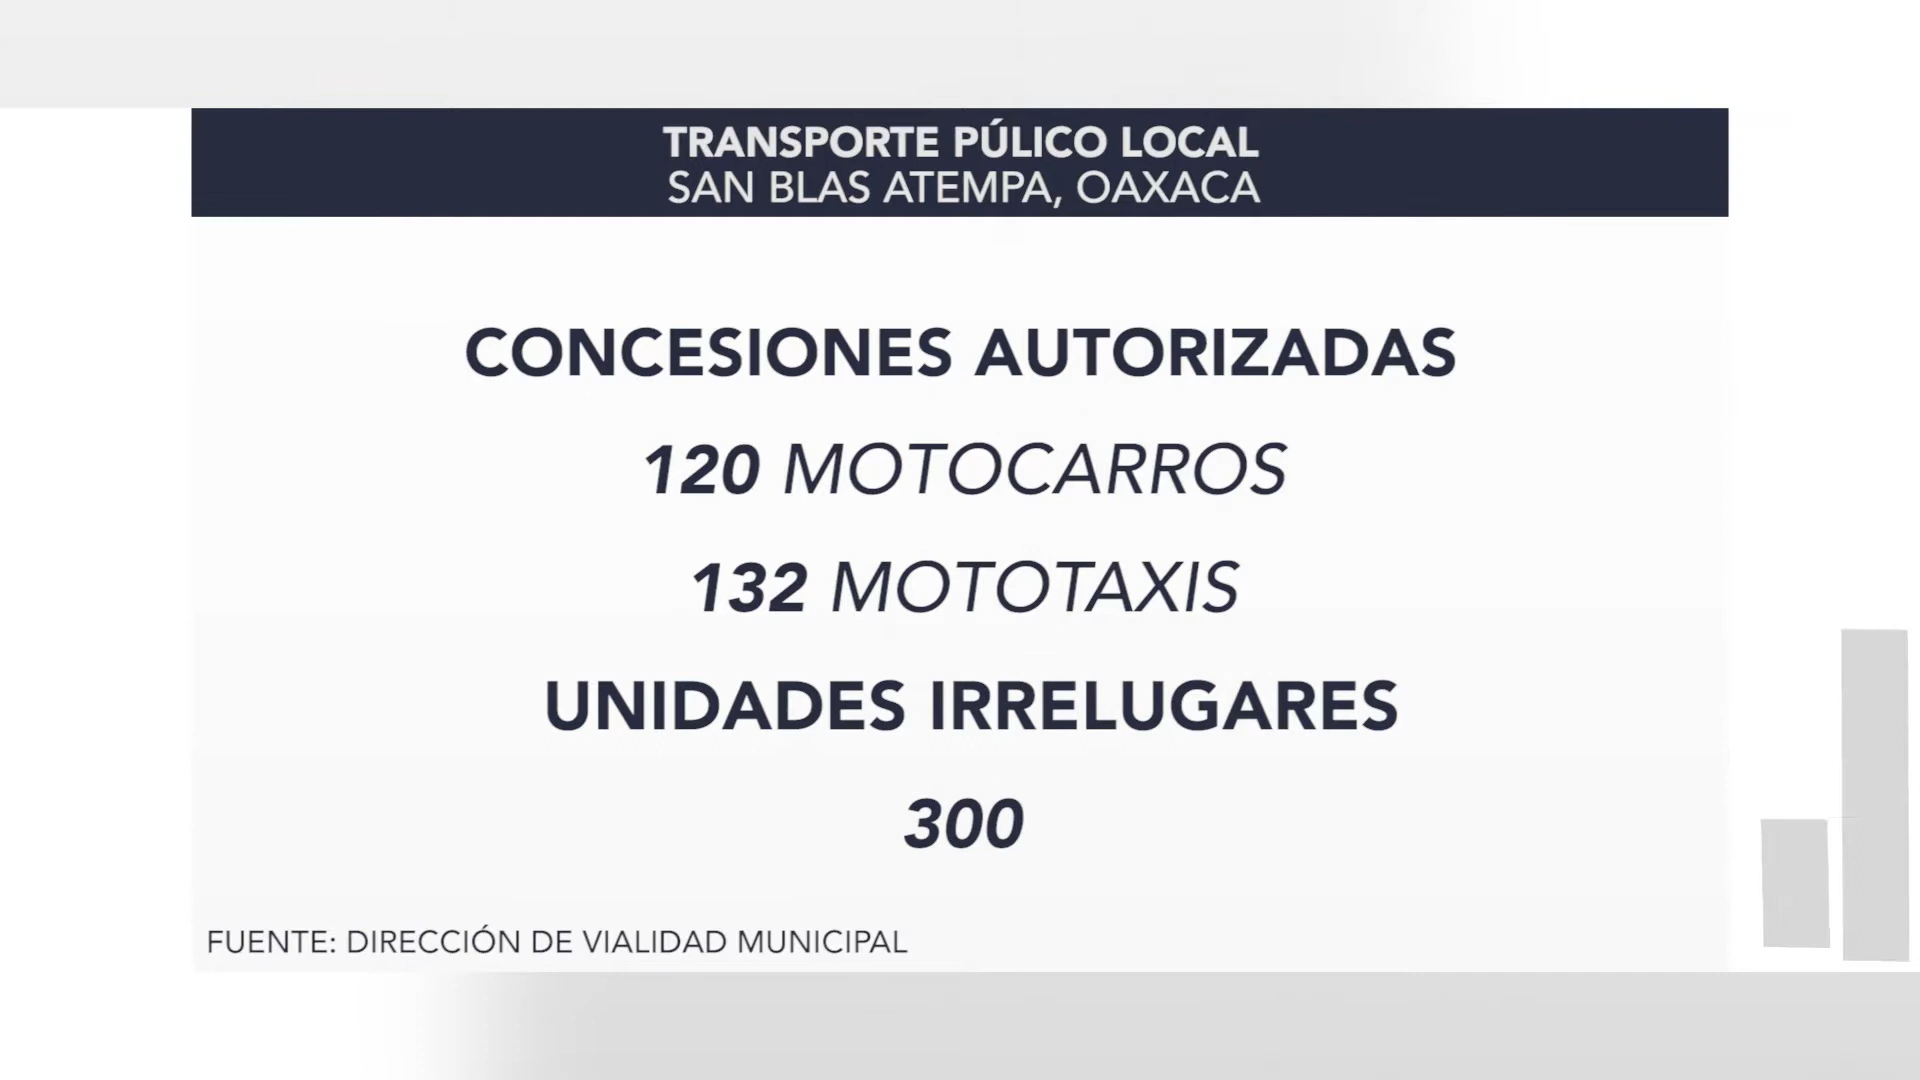 TRANSPORTE PÚLICO LOCAL
SAN BLAS ATEMPA, OAXACA
CONCESIONES AUTORIZADAS
120 MOTOCARROS
132 MOTOTAXIS
UNIDADES IRRELUGARES
300
FUENTE: DIRECCIÓN DE VIALIDAD MUNICIPAL